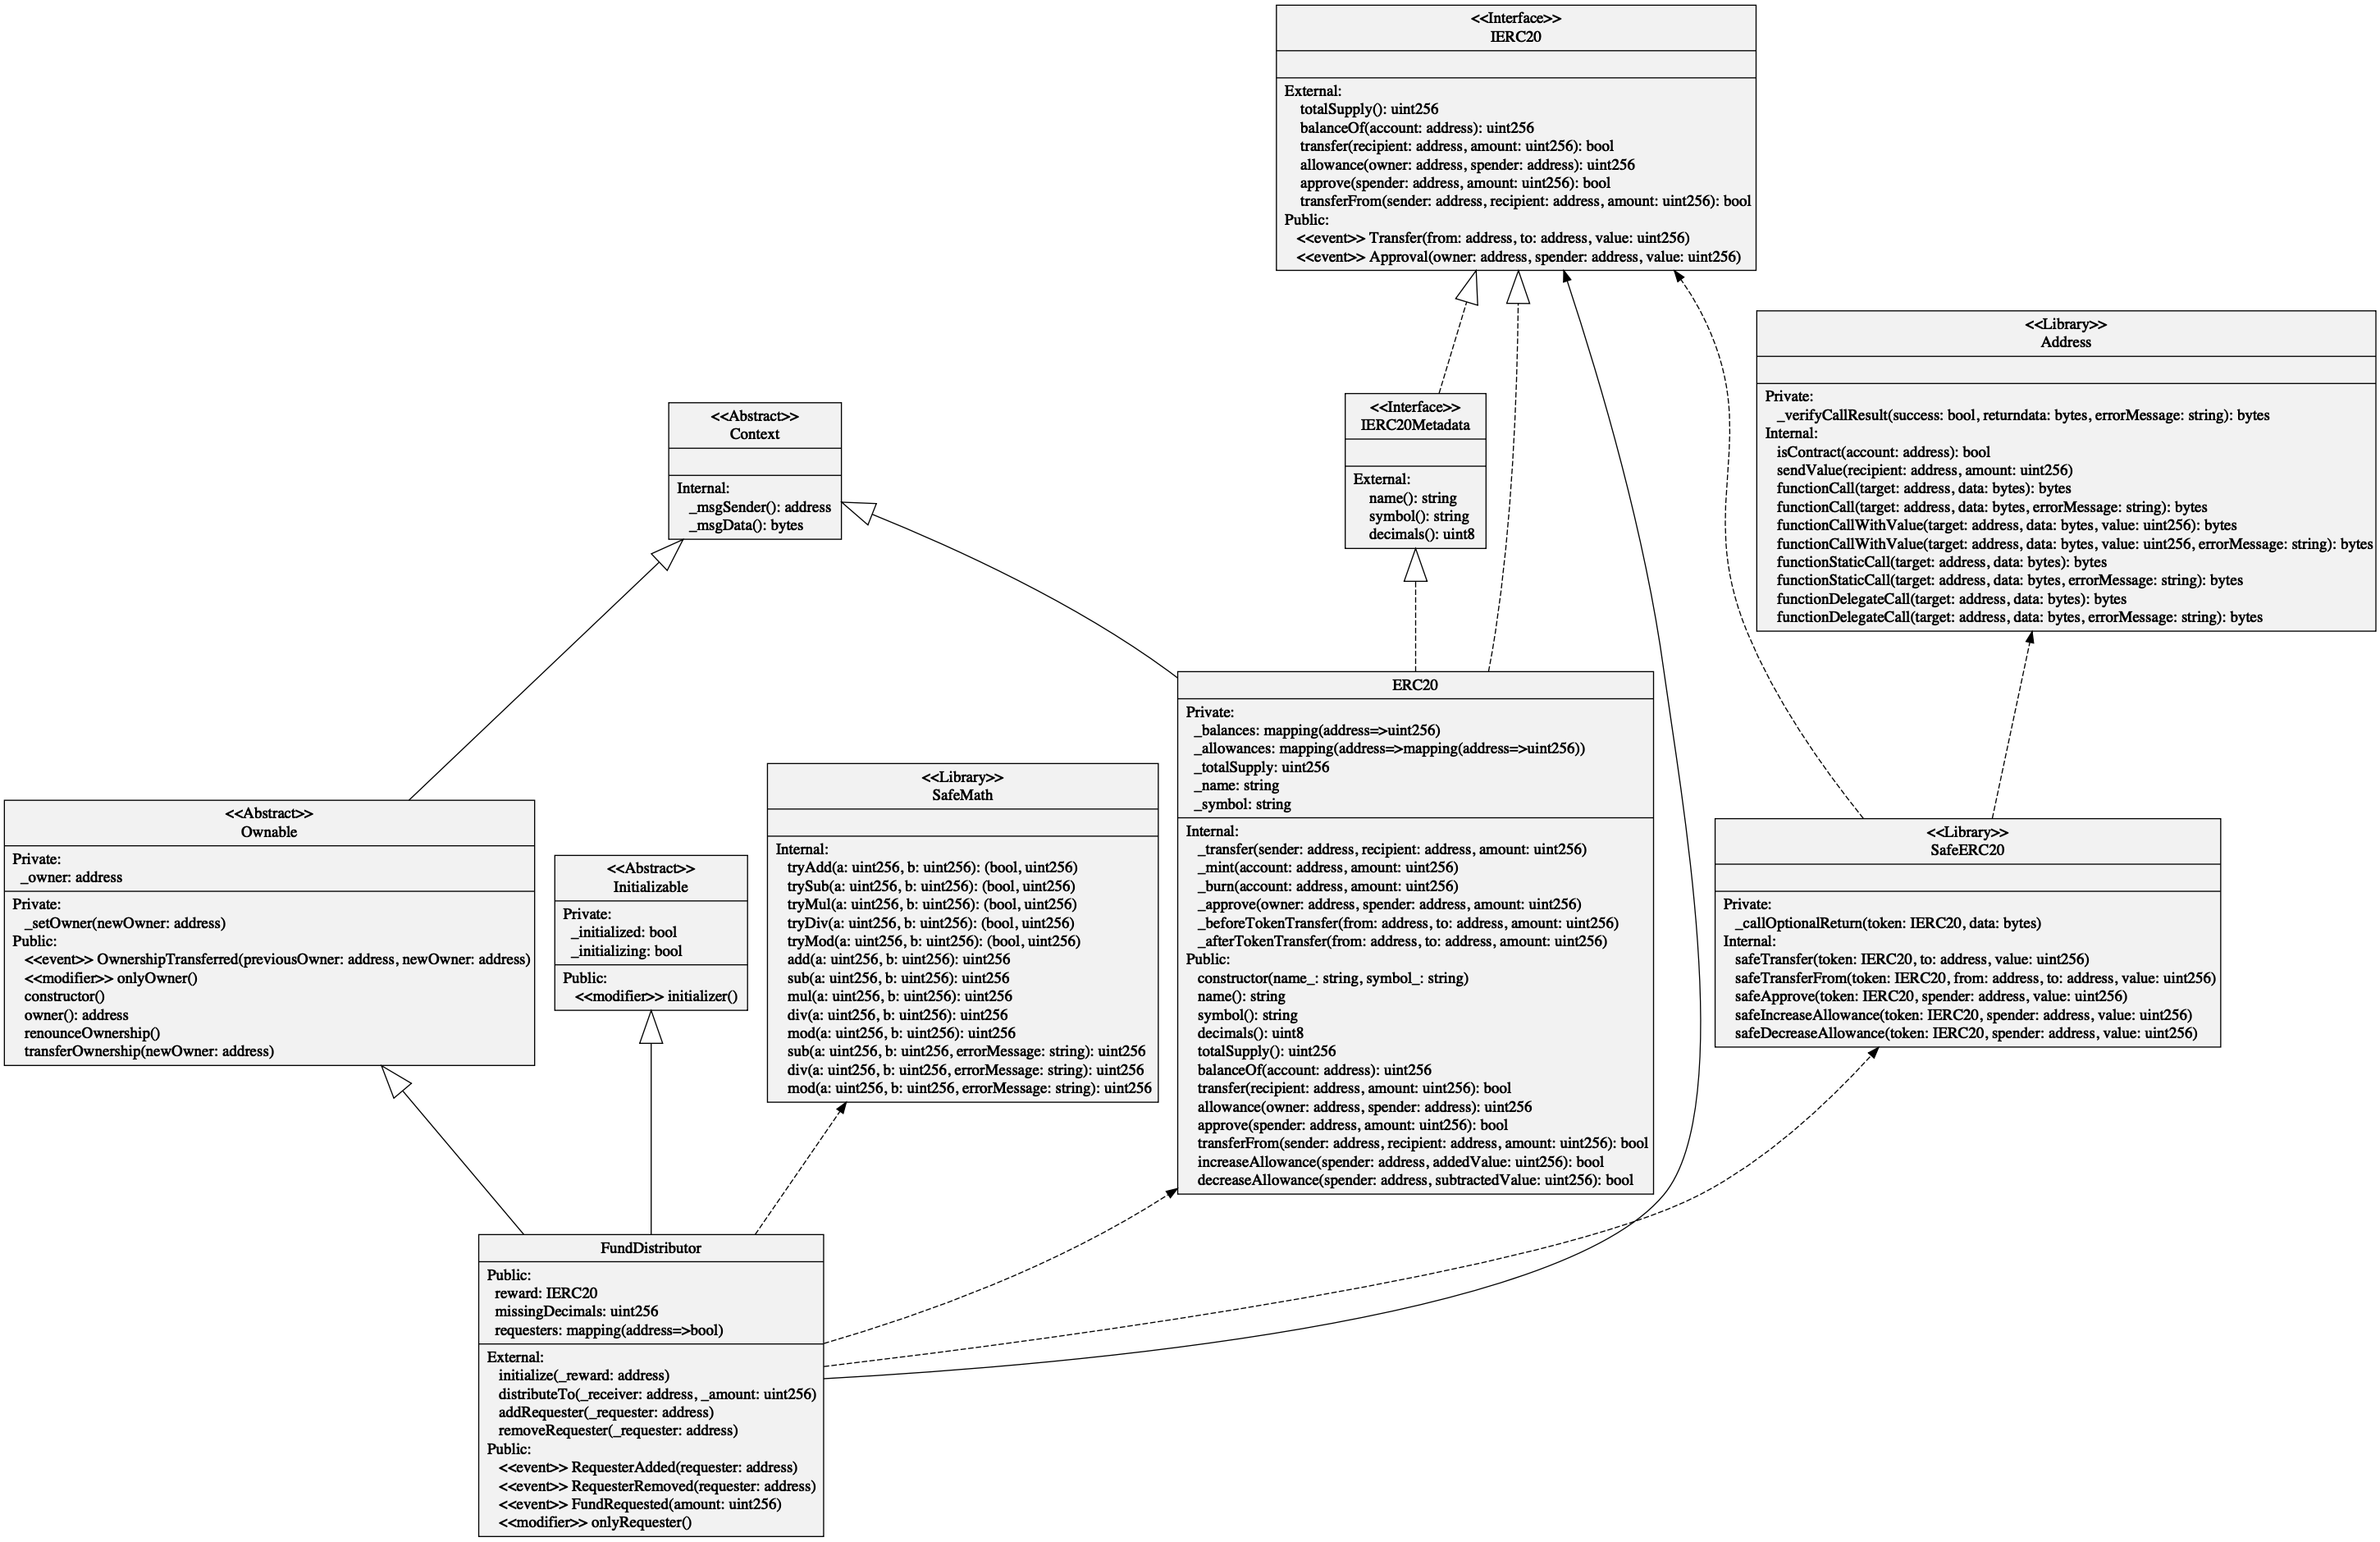 <<Interface>>
IERC20
External:
totalSupply(): uint256
balanceOf(account: address): uint256
transfer(recipient: address, amount: uint256): bool
allowance(owner: address, spender: address): uint256
approve(spender: address, amount: uint256): bool
transferFrom(sender: address, recipient: address, amount: uint256): bool
Public:
<<event>> Transfer(from: address, to: address, value: uint256)
<<event>> Approval(owner: address, spender: address, value: uint256)
<<Library>>
Address
Private:
_verifyCallResult(success: bool, returndata: bytes, errorMessage: string): bytes
Internal:
isContract(account: address): bool
sendValue(recipient: address, amount: uint256)
functionCall(target: address, data: bytes): bytes
functionCall(target: address, data: bytes, errorMessage: string): bytes
functionCallWithValue(target: address, data: bytes, value: uint256): bytes
functionCallWithValue(target: address, data: bytes, value: uint256, errorMessage: string): bytes
functionStaticCall(target: address, data: bytes): bytes
functionStaticCall(target: address, data: bytes, errorMessage: string): bytes
functionDelegateCall(target: address, data: bytes): bytes
functionDelegateCall(target: address, data: bytes, errorMessage: string): bytes
<<Abstract>>
Context
Internal:
_msgSender(): address
_msgData(): bytes
<<Interface>>
IERC20Metadata
External:
name(): string
symbol(): string
decimals(): uint8
<<Abstract>>
Ownable
Private:
_owner: address
Private:
_setOwner(newOwner: address)
Public:
<<event>> OwnershipTransferred(previousOwner: address, newOwner: address)
<<modifier>> onlyOwner()
constructor()
owner(): address
renounceOwnership()
transferOwnership(newOwner: address)
<<Abstract>>
Initializable
Private:
_initialized: bool
_initializing: bool
Public:
<<modifier>> initializer()
<<Library>>
SafeMath
Internal:
tryAdd(a: uint256, b: uint256): (bool, uint256)
trySub(a: uint256, b: uint256): (bool, uint256)
tryMul(a: uint256, b: uint256): (bool, uint256)
tryDiv(a: uint256, b: uint256): (bool, uint256)
tryMod(a: uint256, b: uint256): (bool, uint256)
add(a: uint256, b: uint256): uint256
sub(a: uint256, b: uint256): uint256
mul(a: uint256, b: uint256): uint256
div(a: uint256, b: uint256): uint256
mod(a: uint256, b: uint256): uint256
sub(a: uint256, b: uint256, errorMessage: string): uint256
div(a: uint256, b: uint256, errorMessage: string): uint256
mod(a: uint256, b: uint256, errorMessage: string): uint256
ERC20
Private:
_balances: mapping(address=>uint256)
_allowances: mapping(address=>mapping(address=>uint256))
_totalSupply: uint256
_name: string
_symbol: string
Internal:
_transfer(sender: address, recipient: address, amount: uint256)
_mint(account: address, amount: uint256)
_burn(account: address, amount: uint256)
_approve(owner: address, spender: address, amount: uint256)
_beforeTokenTransfer(from: address, to: address, amount: uint256)
_afterTokenTransfer(from: address, to: address, amount: uint256)
Public:
constructor(name_: string, symbol_: string)
name(): string
symbol(): string
decimals(): uint8
totalSupply(): uint256
balanceOf(account: address): uint256
transfer(recipient: address, amount: uint256): bool
allowance(owner: address, spender: address): uint256
approve(spender: address, amount: uint256): bool
transferFrom(sender: address, recipient: address, amount: uint256): bool
increaseAllowance(spender: address, addedValue: uint256): bool
decreaseAllowance(spender: address, subtractedValue: uint256): bool
<<Library>>
SafeERC20
Private:
_callOptionalReturn(token: IERC20, data: bytes)
Internal:
safeTransfer(token: IERC20, to: address, value: uint256)
safeTransferFrom(token: IERC20, from: address, to: address, value: uint256)
safeApprove(token: IERC20, spender: address, value: uint256)
safeIncreaseAllowance(token: IERC20, spender: address, value: uint256)
safeDecreaseAllowance(token: IERC20, spender: address, value: uint256)
FundDistributor
Public:
reward: IERC20
missingDecimals: uint256
requesters: mapping(address=>bool)
External:
initialize(_reward: address)
distributeTo(_receiver: address, _amount: uint256)
addRequester(_requester: address)
removeRequester(_requester: address)
Public:
<<event>> RequesterAdded(requester: address)
<<event>> RequesterRemoved(requester: address)
<<event>> FundRequested(amount: uint256)
<<modifier>> onlyRequester()